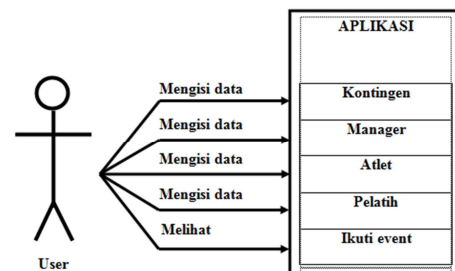 APLIKASI
Mengisi data
Kontingen
Mengisi data
Manager
Mengisi data
Atlet
Mengisi data
Pelatih
Melihat
Ikuti event
User